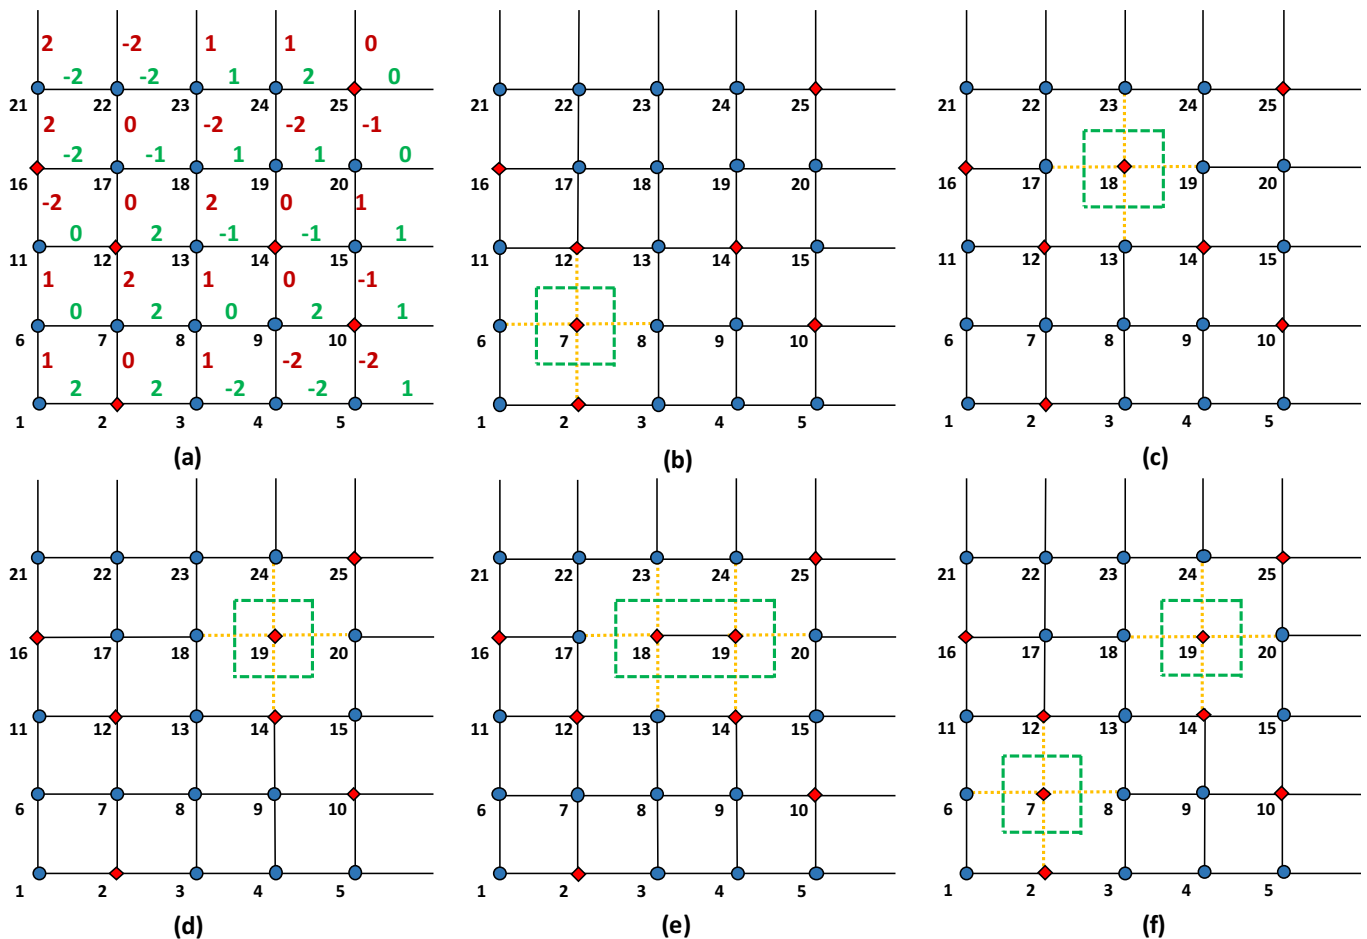 2 -2 1 1 0
-2 -2 1 2 0
21 22 23 24 25
2 0 -2 -2 -1
-2 -1 1 1 0
16 17 18 19 20
-2 0 2 0 1
0 2 -1 -1 1
11 12 13 14 15
1 2 1 0 -1
0 2 0 2 1
6 7 8 9 10
1 0 1 -2 -2
2 2 -2 -2 1
1 2 3 4 5
(a)
21 22 23 24 25
16 17 18 19 20
11 12 13 14 15
6 7 8 9 10
1 2 3 4 5
(b)
21 22 23 24 25
16 17 18 19 20
11 12 13 14 15
6 7 8 9 10
1 2 3 4 5
(c)
21 22 23 24 25
16 17 18 19 20
11 12 13 14 15
6 7 8 9 10
1 2 3 4 5
(d)
21 22 23 24 25
16 17 18 19 20
11 12 13 14 15
6 7 8 9 10
1 2 3 4 5
(e)
21 22 23 24 25
16 17 18 19 20
11 12 13 14 15
6 7 8 9 10
1 2 3 4 5
(f)